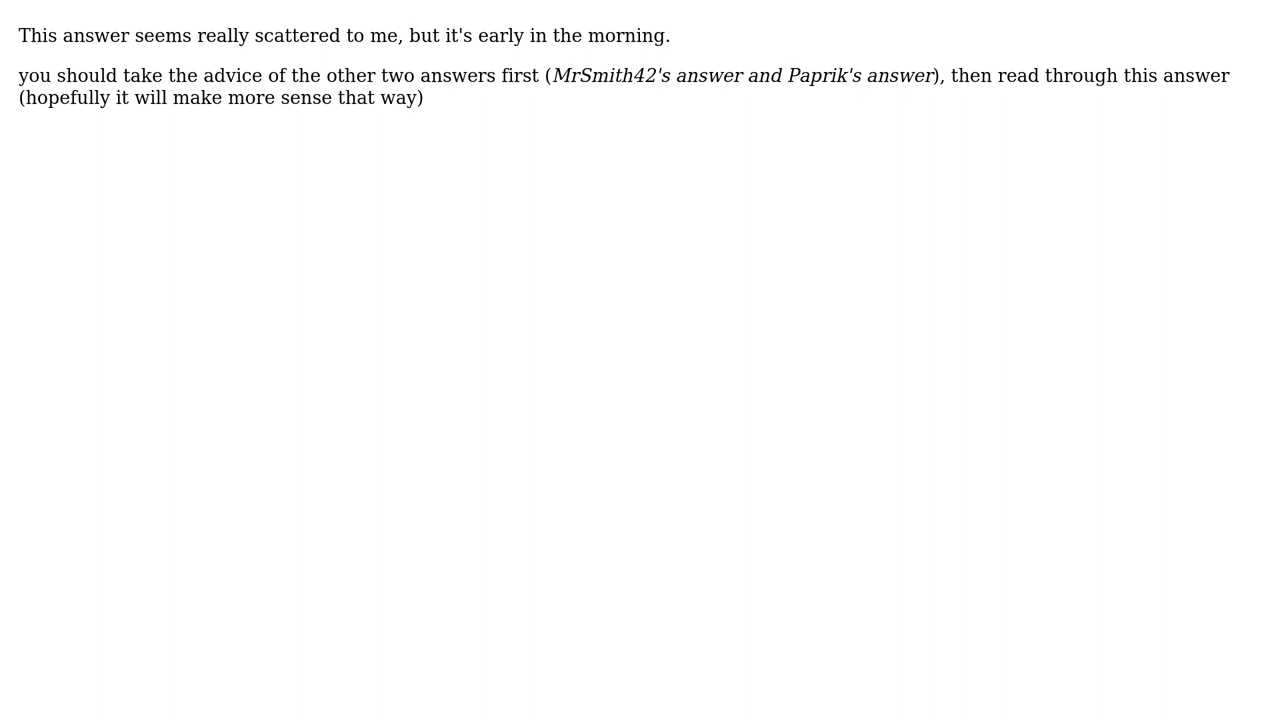 This answer seems really scattered to me, but it's early in the morning.
you should take the advice of the other two answers first (MrSmith42's answer and Paprik's answer), then read through this answer
(hopefully it will make more sense that way)